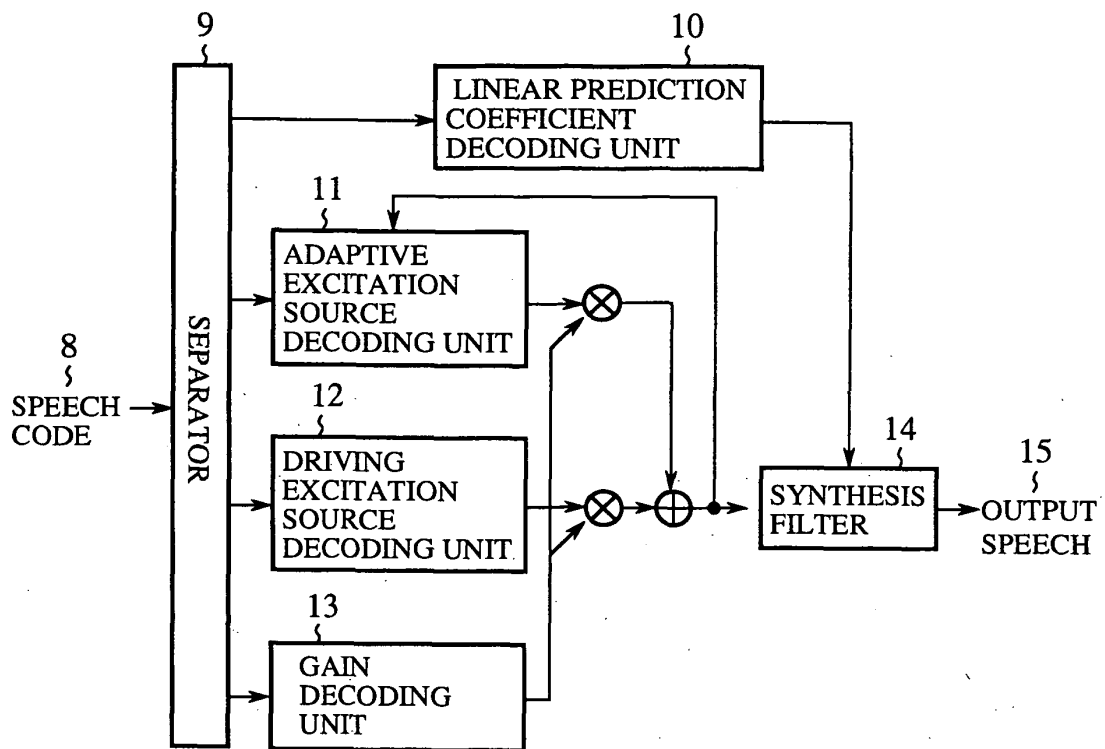 9
10
LINEAR PREDICTION
COEFFICIENT
DECODING UNIT
11
ADAPTIVE
EXCITATION
SOURCE
DECODING UNIT
SEPARATOR
8
SPEECH
CODE
12
DRIVING
EXCITATION
SOURCE
DECODING UNIT
14
SYNTHESIS
FILTER
15
OUTPUT
SPEECH
13
GAIN
DECODING
UNIT